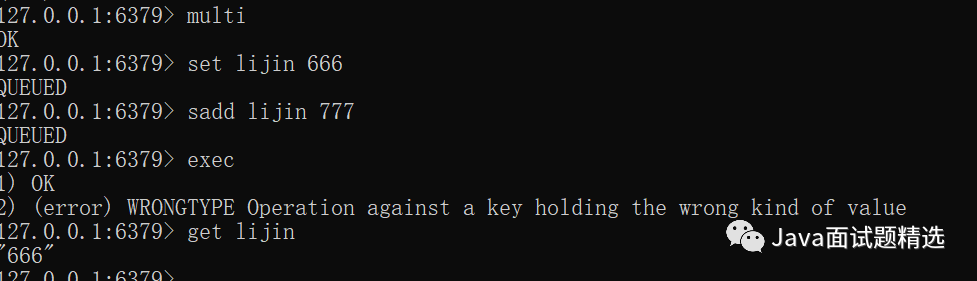 127.0.0.1:6379> multi
OK
127.0.0.1:6379> set lijin 666
QUEUED
127.0.0.1:6379> sadd lijin 777
QUEUED
127.0.0.1:6379> exec
1) OK
2) (error) WRONGTYPE Operation against a key holding the wrong kind of value
127.0.0.1:6379> get lijin
"666"
127.0.0.1:6379>
Java面试题精选